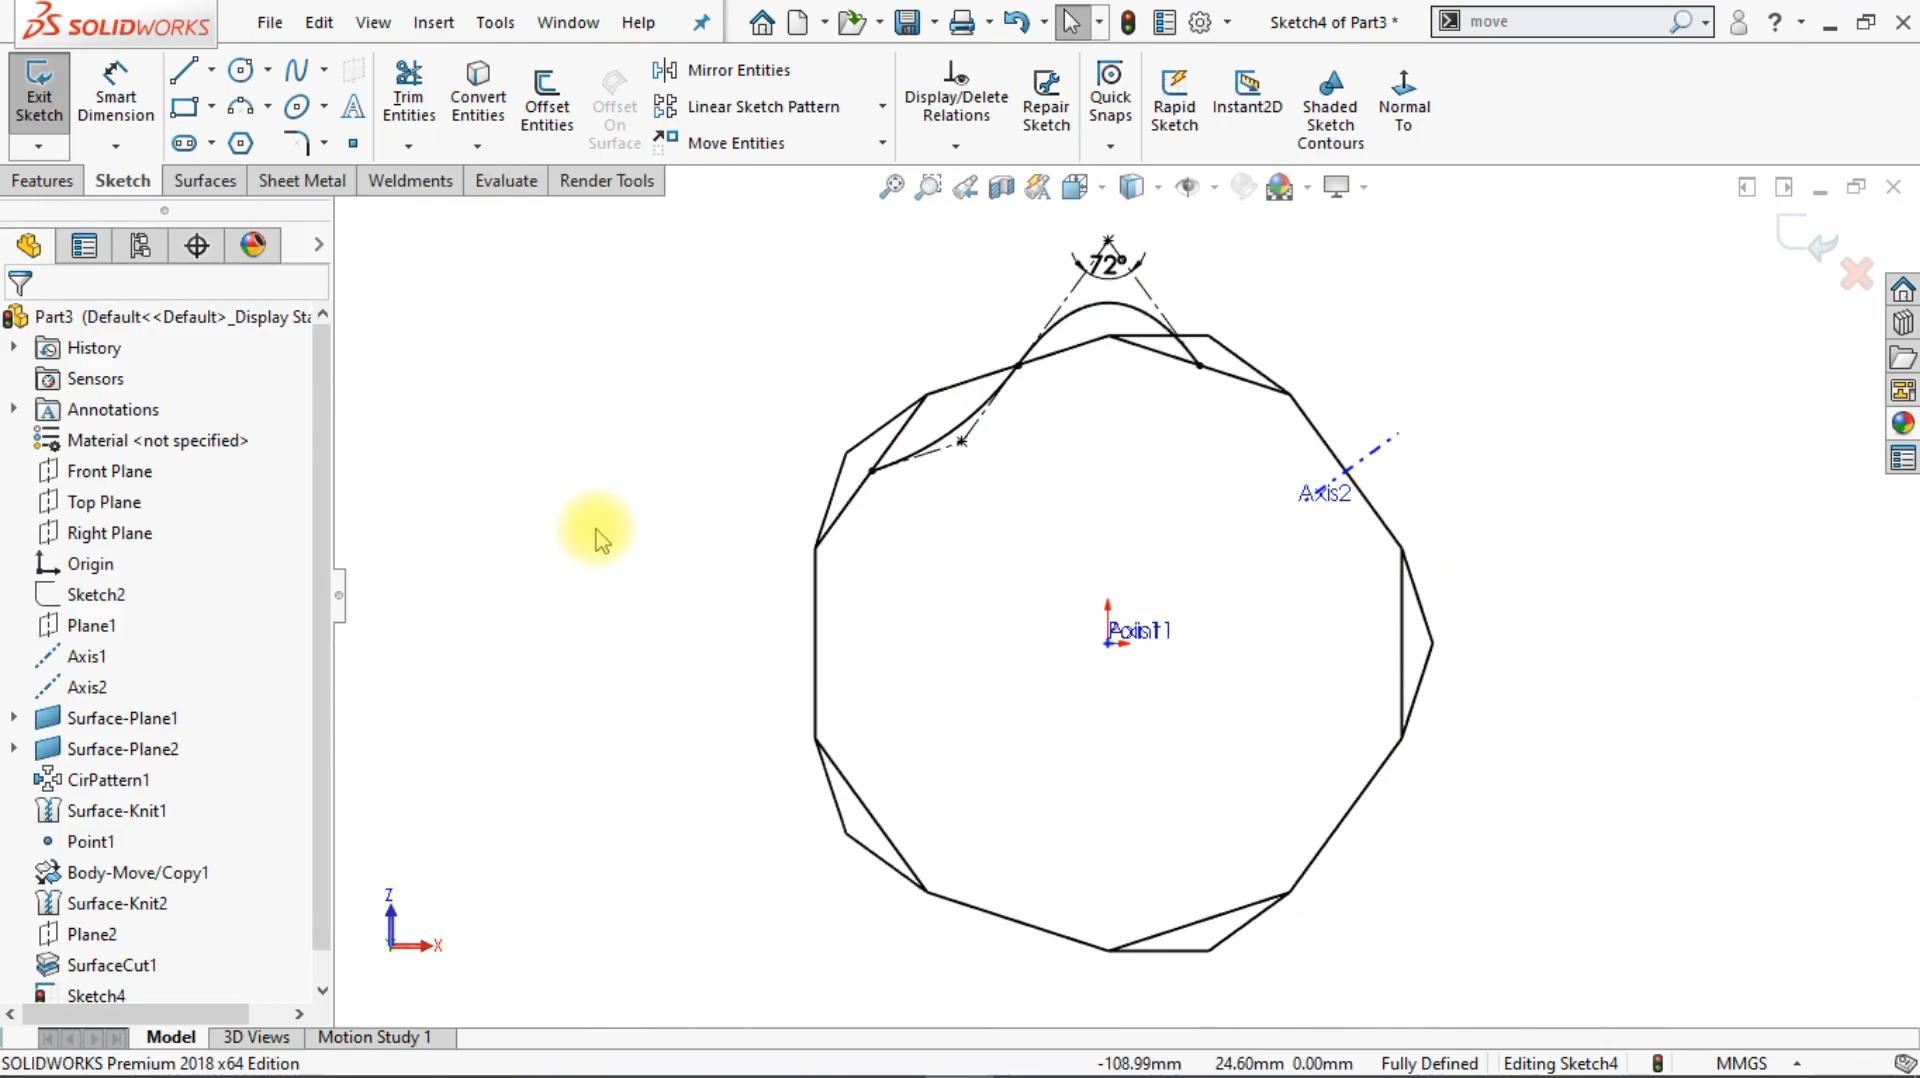 SOLIDWORKS
File Edit View Insert Tools Window Help
Sketch4 of Part3 *
move
Exit Sketch
Smart Dimension
Trim Entities
Convert Entities
Offset Entities
Offset On Surface
Mirror Entities
Linear Sketch Pattern
Move Entities
Display/Delete Relations
Repair Sketch
Quick Snaps
Rapid Sketch
Instant2D
Shaded Sketch Contours
Normal To
Features Sketch Surfaces Sheet Metal Weldments Evaluate Render Tools
Part3 (Default<<Default>_Display Sta
History
Sensors
Annotations
Material <not specified>
Front Plane
Top Plane
Right Plane
Origin
Sketch2
Plane1
Axis1
Axis2
Surface-Plane1
Surface-Plane2
CirPattern1
Surface-Knit1
Point1
Body-Move/Copy1
Surface-Knit2
Plane2
SurfaceCut1
Sketch4
72°
Axis2
Z
X
Model 3D Views Motion Study 1
SOLIDWORKS Premium 2018 x64 Edition
-108.99mm 24.60mm 0.00mm Fully Defined Editing Sketch4 MMGS